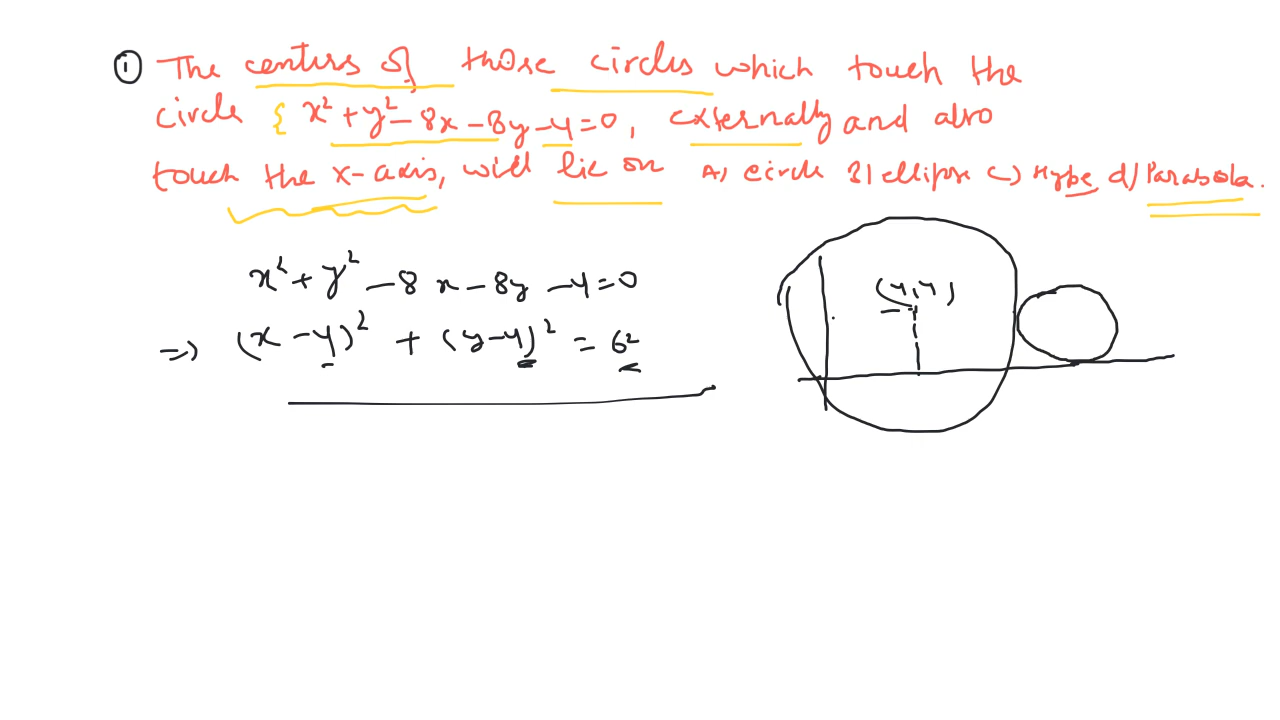 ① The centers of those circles which touch the
circle { x² + y² - 8x - 8y - 4 = 0, externally and also
touch the x-axis, will lie on A) circle B) ellipse C) Hype d) Parabola.
x² + y² - 8x - 8y - 4 = 0
(4,4)
=> (x - 4)² + (y - 4)² = 6²